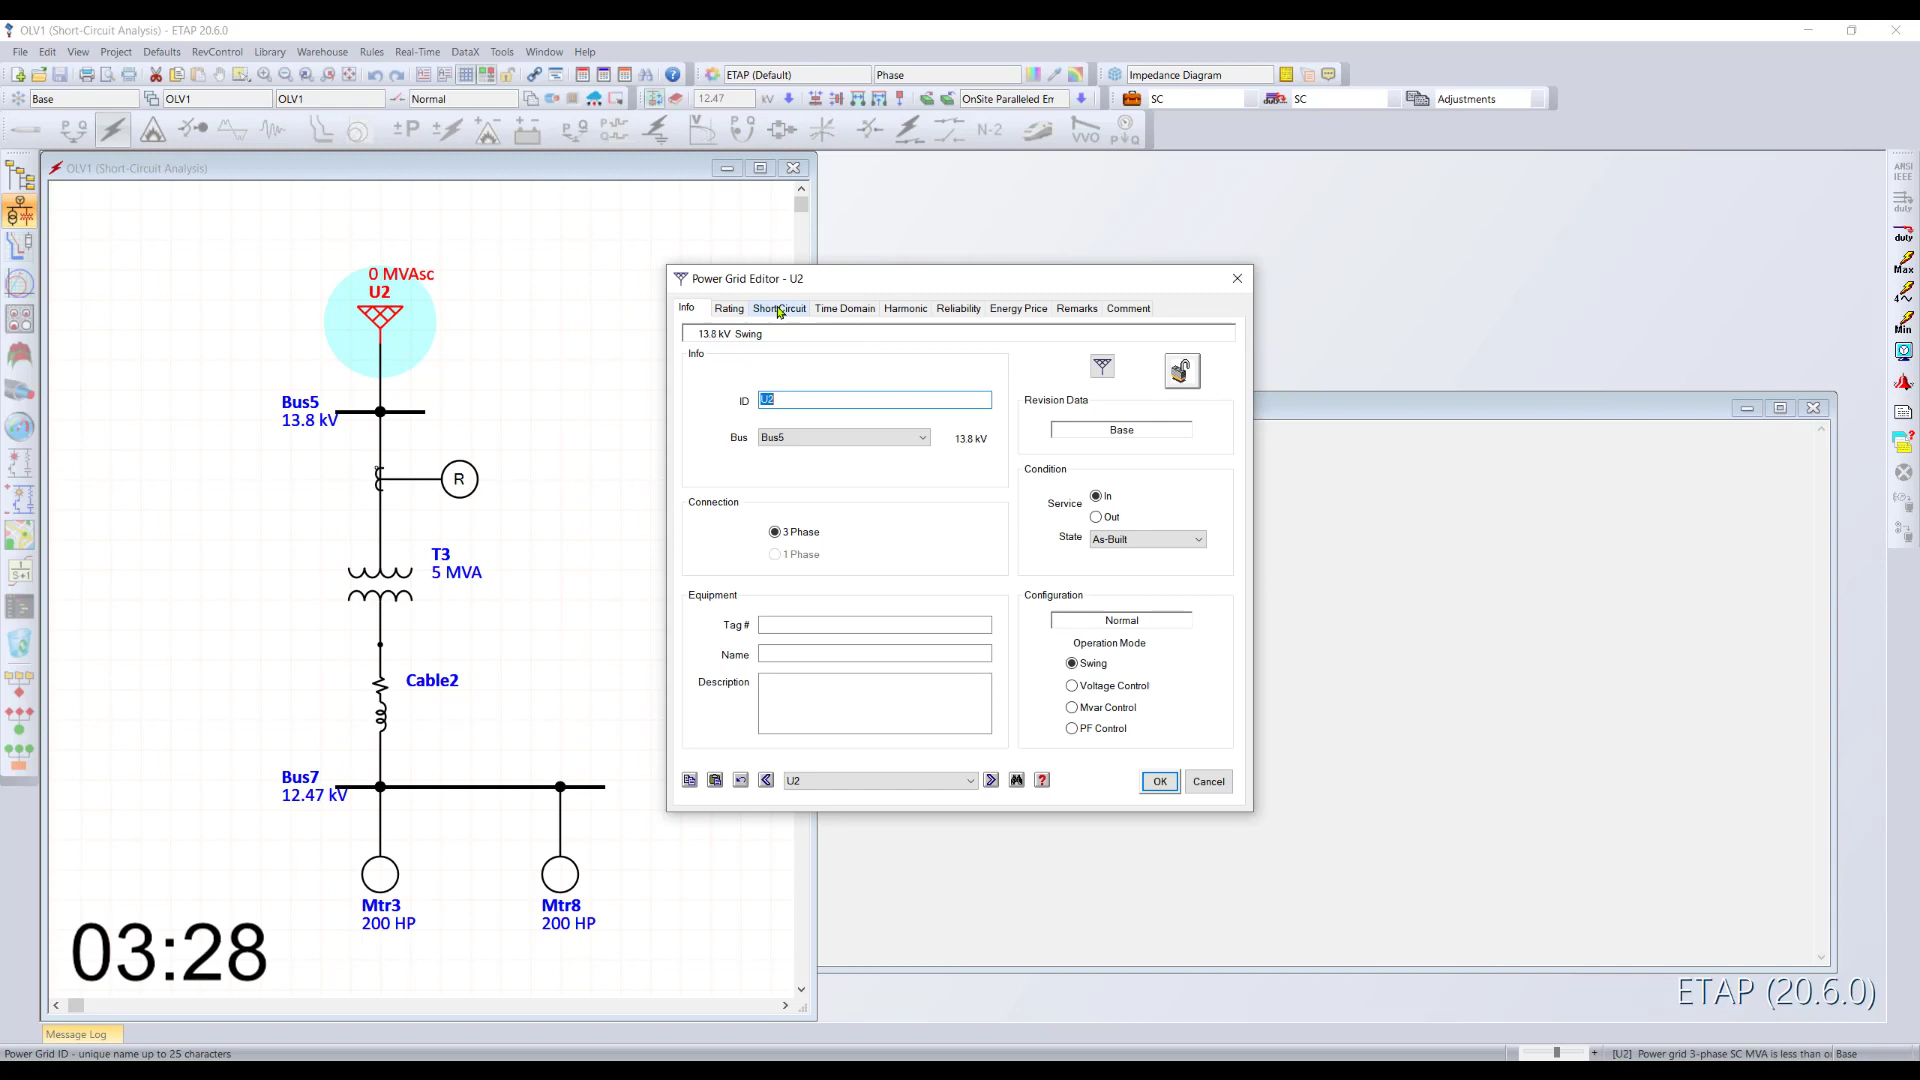 OLV1 (Short-Circuit Analysis) - ETAP 20.6.0
File Edit View Project Defaults RevControl Library Warehouse Rules Real-Time DataX Tools Window Help
ETAP (Default) Phase Impedance Diagram
Base OLV1 OLV1 Normal 12.47 kV OnSite Paralleled Em SC SC Adjustments
N-2 VVO
OLV1 (Short-Circuit Analysis)
0 MVAsc
U2
Bus5
13.8 kV
R
T3
5 MVA
Cable2
Bus7
12.47 kV
Mtr3
200 HP
Mtr8
200 HP
03:28
Power Grid Editor - U2
Info Rating Short Circuit Time Domain Harmonic Reliability Energy Price Remarks Comment
13.8 kV Swing
Info
ID U2
Bus Bus5 13.8 kV
Connection
3 Phase
1 Phase
Equipment
Tag #
Name
Description
Revision Data
Base
Condition
Service In
Out
State As-Built
Configuration
Normal
Operation Mode
Swing
Voltage Control
Mvar Control
PF Control
U2 OK Cancel
ANSI
IEEE
duty
duty
Max
4
Min
ETAP (20.6.0)
Message Log
Power Grid ID - unique name up to 25 characters
[U2] Power grid 3-phase SC MVA is less than o Base